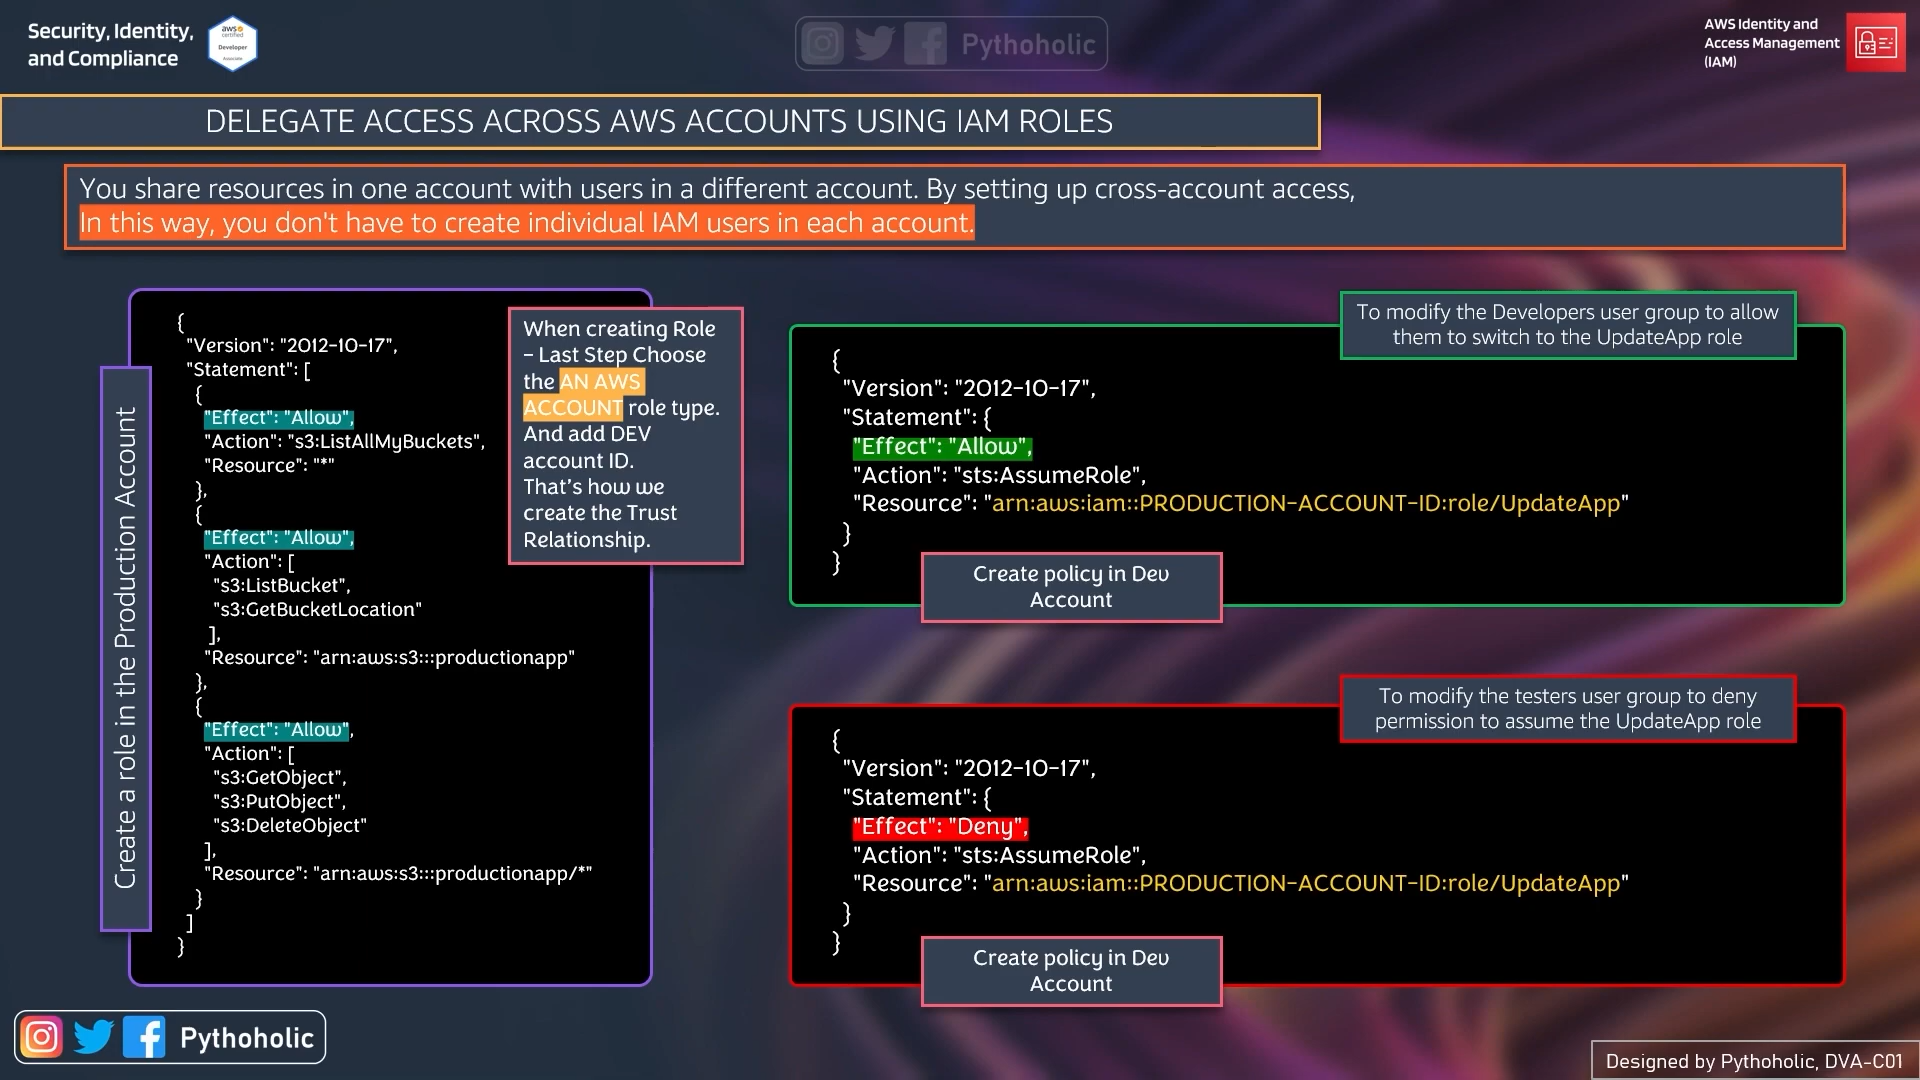 Security, Identity,
and Compliance
aws
certified
Developer
Associate
Pythoholic
AWS Identity and
Access Management
(IAM)
DELEGATE ACCESS ACROSS AWS ACCOUNTS USING IAM ROLES
You share resources in one account with users in a different account. By setting up cross-account access,
In this way, you don't have to create individual IAM users in each account.
Create a role in the Production Account
{
"Version": "2012-10-17",
"Statement": [
{
"Effect": "Allow",
"Action": "s3:ListAllMyBuckets",
"Resource": "*"
},
{
"Effect": "Allow",
"Action": [
"s3:ListBucket",
"s3:GetBucketLocation"
],
"Resource": "arn:aws:s3:::productionapp"
},
{
"Effect": "Allow",
"Action": [
"s3:GetObject",
"s3:PutObject",
"s3:DeleteObject"
],
"Resource": "arn:aws:s3:::productionapp/*"
}
]
}
When creating Role
– Last Step Choose
the AN AWS
ACCOUNT role type.
And add DEV
account ID.
That's how we
create the Trust
Relationship.
To modify the Developers user group to allow
them to switch to the UpdateApp role
{
"Version": "2012-10-17",
"Statement": {
"Effect": "Allow",
"Action": "sts:AssumeRole",
"Resource": "arn:aws:iam::PRODUCTION-ACCOUNT-ID:role/UpdateApp"
}
}
Create policy in Dev
Account
To modify the testers user group to deny
permission to assume the UpdateApp role
{
"Version": "2012-10-17",
"Statement": {
"Effect": "Deny",
"Action": "sts:AssumeRole",
"Resource": "arn:aws:iam::PRODUCTION-ACCOUNT-ID:role/UpdateApp"
}
}
Create policy in Dev
Account
Pythoholic
Designed by Pythoholic, DVA-C01